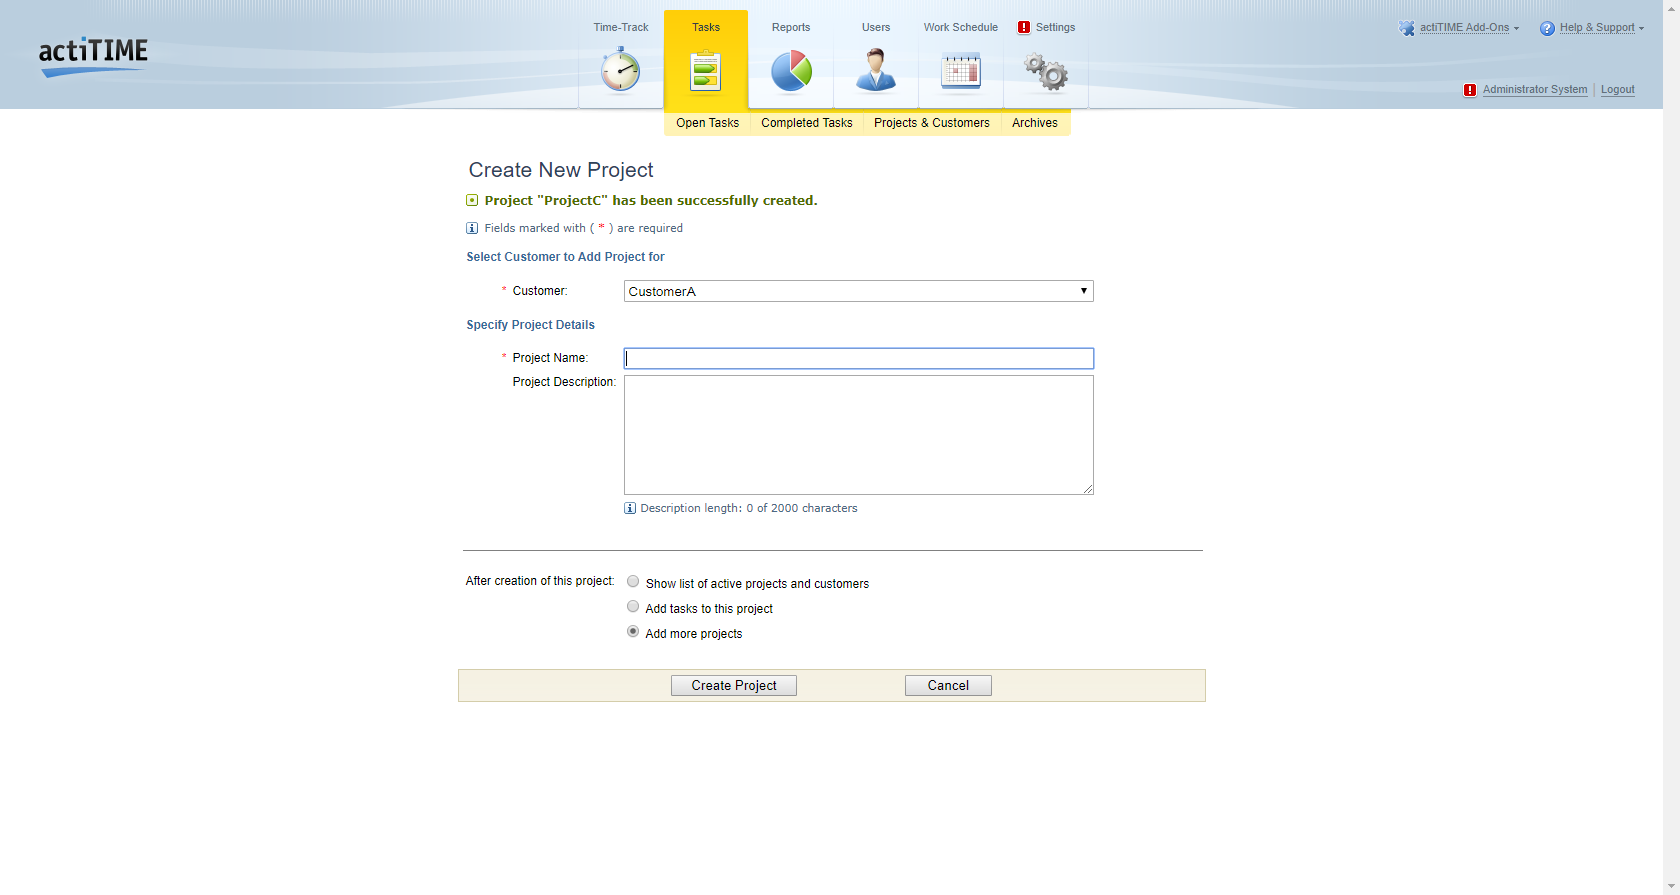 actiTIME
Time-Track
Tasks
Reports
Users
Work Schedule
Settings
actiTIME Add-Ons
Help & Support
Administrator System
Logout
Open Tasks
Completed Tasks
Projects & Customers
Archives
Create New Project
Project "ProjectC" has been successfully created.
Fields marked with ( * ) are required
Select Customer to Add Project for
* Customer:
CustomerA
Specify Project Details
* Project Name:
Project Description:
Description length: 0 of 2000 characters
After creation of this project:
Show list of active projects and customers
Add tasks to this project
Add more projects
Create Project
Cancel